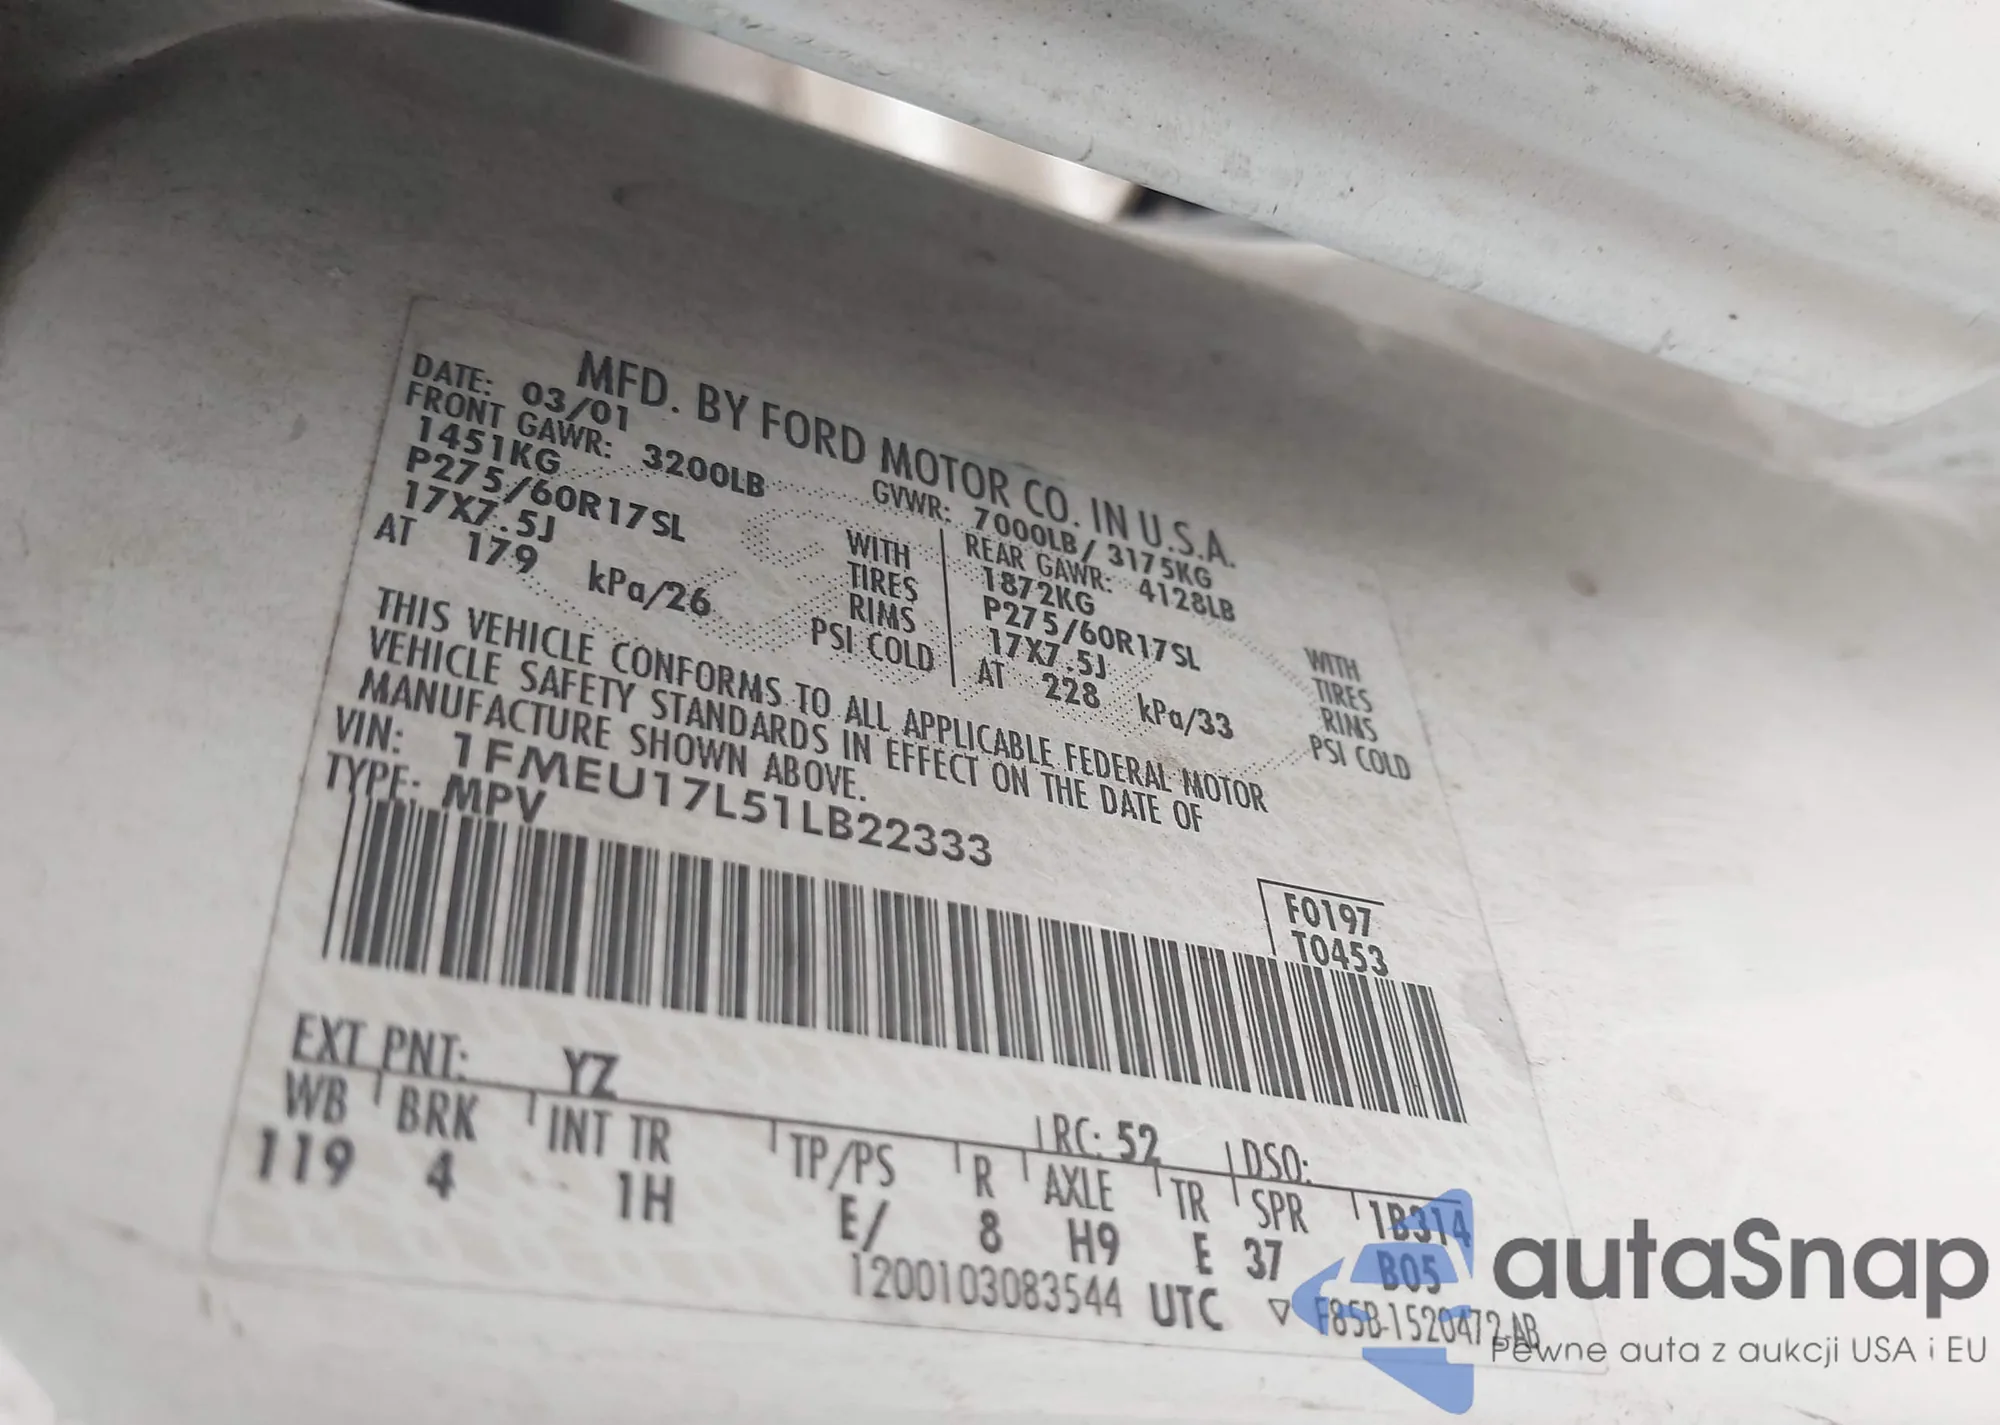 MFD. BY FORD MOTOR CO. IN U.S.A.
DATE: 03/01 GVWR: 7000LB/ 3175KG
FRONT GAWR: 3200LB REAR GAWR: 4128LB
1451KG WITH 1872KG WITH
P275/60R17SL TIRES P275/60R17SL TIRES
17X7.5J RIMS 17X7.5J RIMS
AT 179 kPa/26 PSI COLD AT 228 kPa/33 PSI COLD
THIS VEHICLE CONFORMS TO ALL APPLICABLE FEDERAL MOTOR
VEHICLE SAFETY STANDARDS IN EFFECT ON THE DATE OF
MANUFACTURE SHOWN ABOVE.
VIN: 1FMEU17L51LB22333
TYPE: MPV
F0197
T0453
EXT PNT: YZ RC: 52 DSO:
WB BRK INT TR TP/PS R AXLE TR SPR 1B314
119 4 1H E/ 8 H9 E 37 B05
1200103083544 UTC ▽ F85B-1520472-AB
autaSnap
Pewne auta z aukcji USA i EU